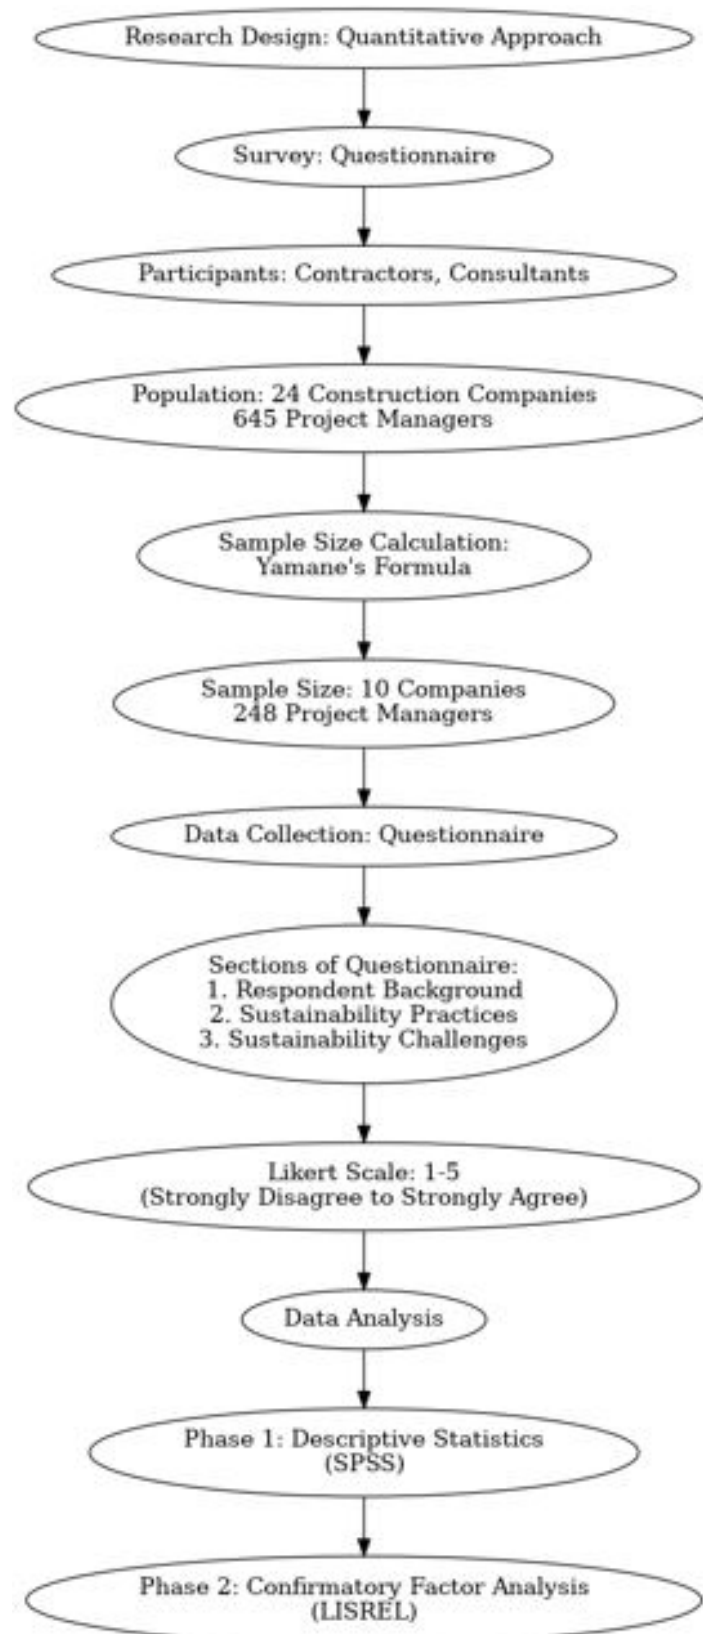 Research Design: Quantitative Approach
Survey: Questionnaire
Participants: Contractors, Consultants
Population: 24 Construction Companies
645 Project Managers
Sample Size Calculation:
Yamane's Formula
Sample Size: 10 Companies
248 Project Managers
Data Collection: Questionnaire
Sections of Questionnaire:
1. Respondent Background
2. Sustainability Practices
3. Sustainability Challenges
Likert Scale: 1-5
(Strongly Disagree to Strongly Agree)
Data Analysis
Phase 1: Descriptive Statistics
(SPSS)
Phase 2: Confirmatory Factor Analysis
(LISREL)